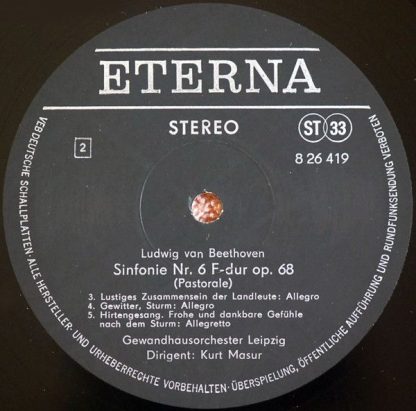 ETERNA
STEREO
ST 33
2
8 26 419
Ludwig van Beethoven
Sinfonie Nr. 6 F-dur op. 68
(Pastorale)
3. Lustiges Zusammensein der Landleute: Allegro
4. Gewitter, Sturm: Allegro
5. Hirtengesang. Frohe und dankbare Gefühle
nach dem Sturm: Allegretto
Gewandhausorchester Leipzig
Dirigent: Kurt Masur
VEB DEUTSCHE SCHALLPLATTEN · ALLE HERSTELLER- UND URHEBERRECHTE VORBEHALTEN · ÜBERSPIELUNG, ÖFFENTLICHE AUFFÜHRUNG UND RUNDFUNKSENDUNG VERBOTEN